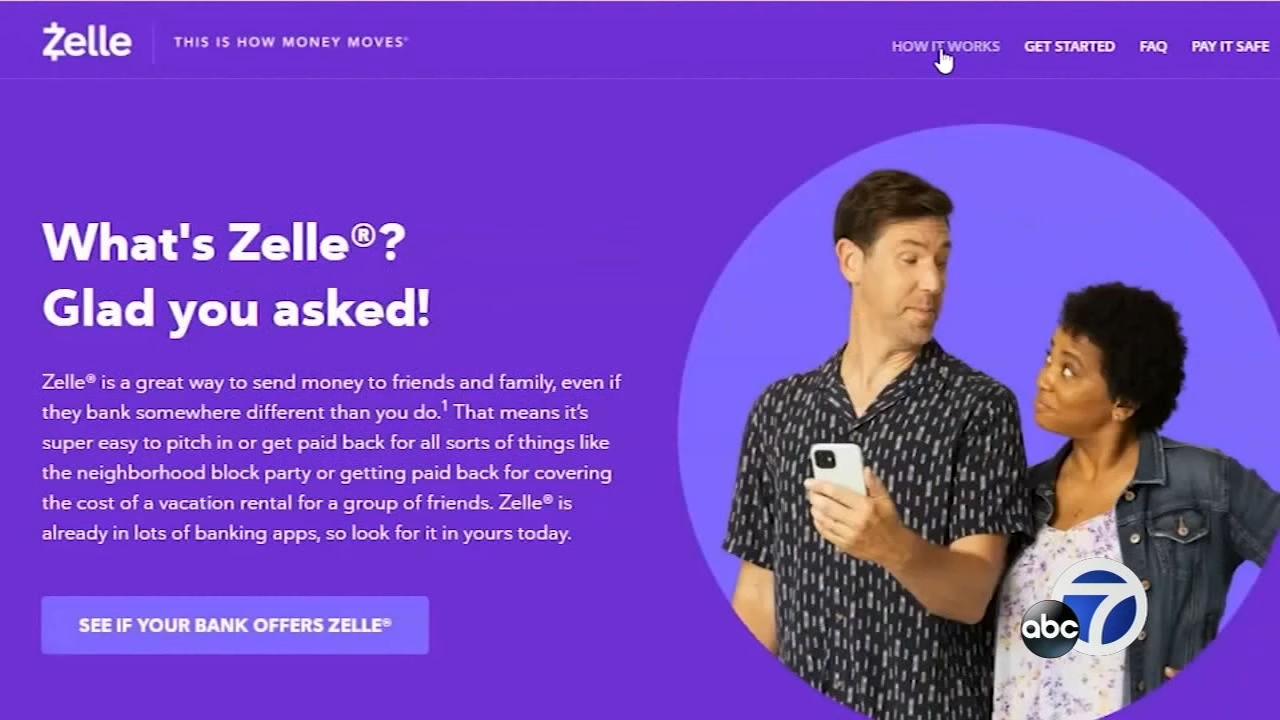 Zelle
THIS IS HOW MONEY MOVES®
HOW IT WORKS
GET STARTED
FAQ
PAY IT SAFE
What's Zelle®?
Glad you asked!
Zelle® is a great way to send money to friends and family, even if
they bank somewhere different than you do.¹ That means it's
super easy to pitch in or get paid back for all sorts of things like
the neighborhood block party or getting paid back for covering
the cost of a vacation rental for a group of friends. Zelle® is
already in lots of banking apps, so look for it in yours today.
SEE IF YOUR BANK OFFERS ZELLE®
abc 7